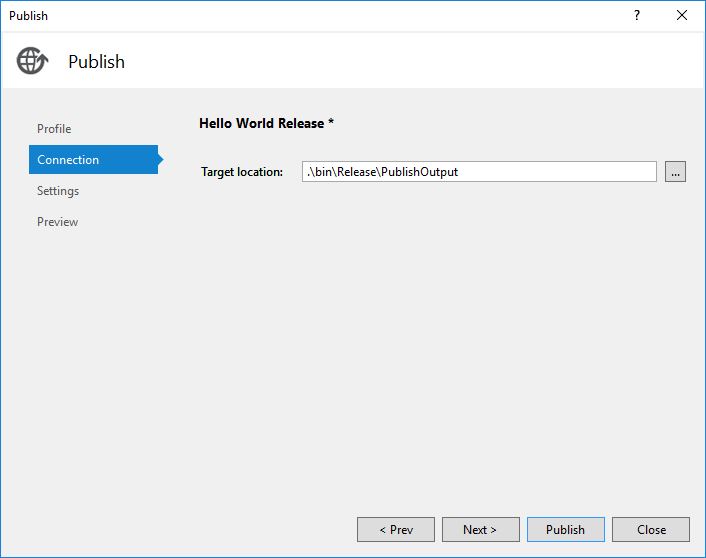 Publish
?
Publish
Profile
Connection
Settings
Preview
Hello World Release *
Target location: .\bin\Release\PublishOutput ...
< Prev Next > Publish Close